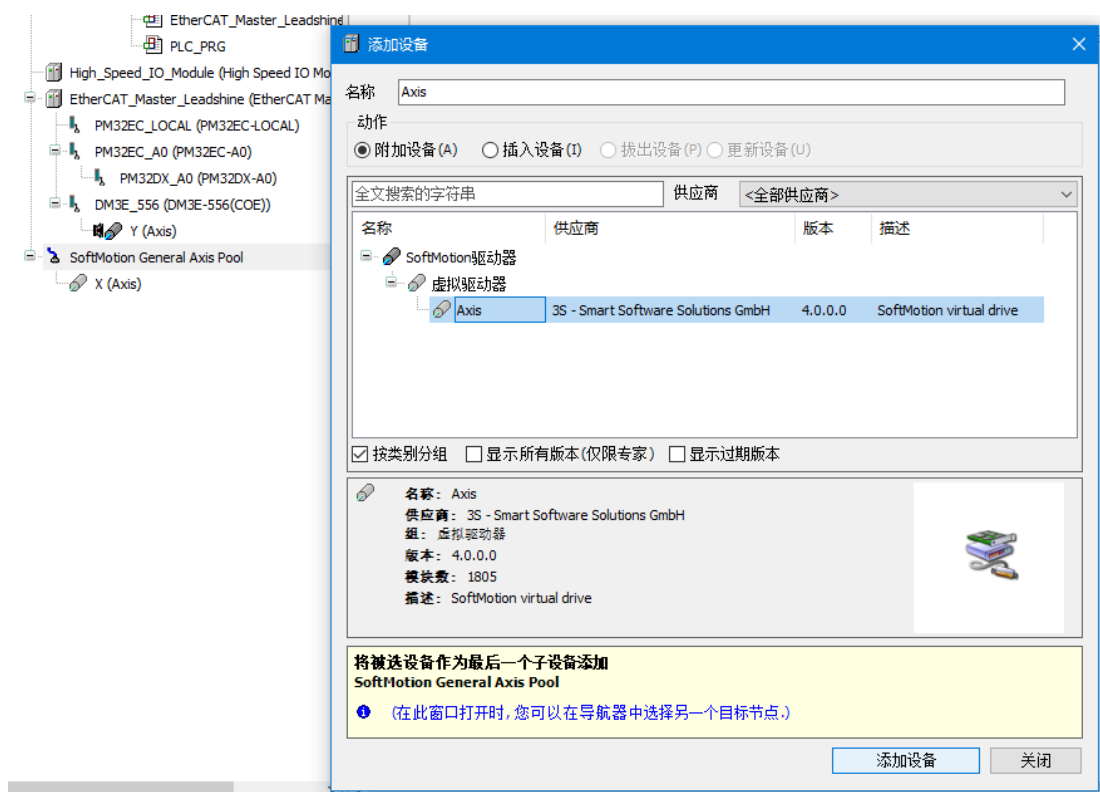 EtherCAT_Master_Leadshine
PLC_PRG
High_Speed_IO_Module (High Speed IO Mo
EtherCAT_Master_Leadshine (EtherCAT Ma
PM32EC_LOCAL (PM32EC-LOCAL)
PM32EC_A0 (PM32EC-A0)
PM32DX_A0 (PM32DX-A0)
DM3E_556 (DM3E-556(COE))
Y (Axis)
SoftMotion General Axis Pool
X (Axis)
添加设备
名称 Axis
动作
附加设备(A) 插入设备(I) 拔出设备(P) 更新设备(U)
全文搜索的字符串 供应商 <全部供应商>
名称 供应商 版本 描述
SoftMotion驱动器
虚拟驱动器
Axis 3S - Smart Software Solutions GmbH 4.0.0.0 SoftMotion virtual drive
按类别分组 显示所有版本(仅限专家) 显示过期版本
名称: Axis
供应商: 3S - Smart Software Solutions GmbH
组: 虚拟驱动器
版本: 4.0.0.0
模块数: 1805
描述: SoftMotion virtual drive
将被选设备作为最后一个子设备添加
SoftMotion General Axis Pool
(在此窗口打开时,您可以在导航器中选择另一个目标节点.)
添加设备 关闭